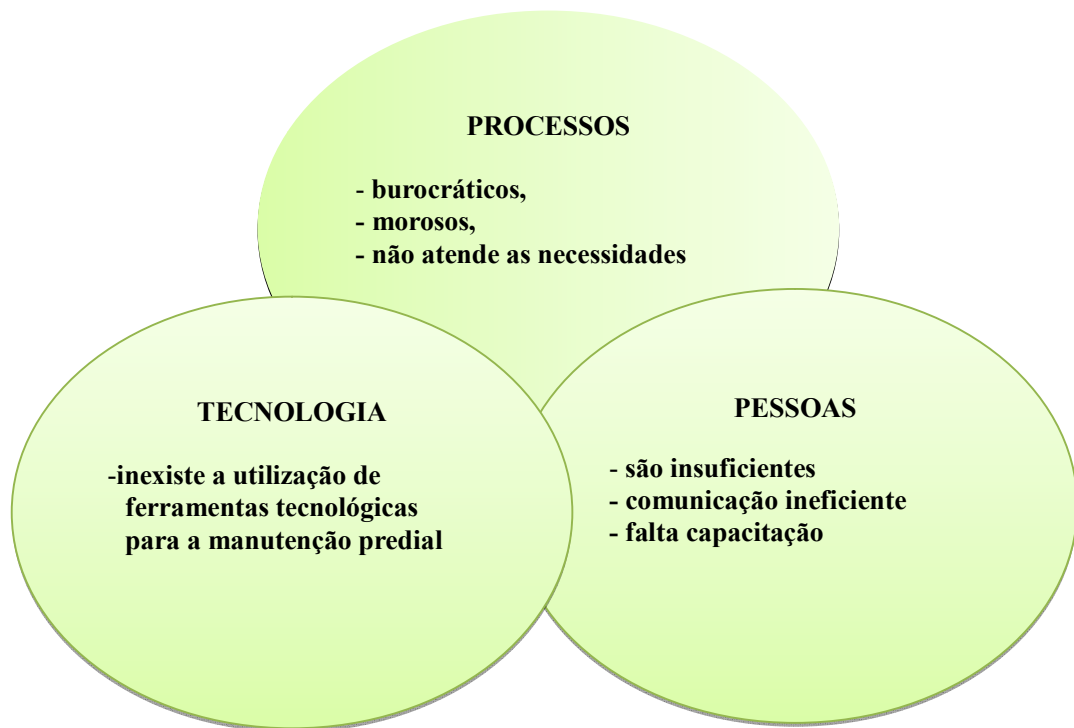 PROCESSOS
- burocráticos,
- morosos,
- não atende as necessidades
TECNOLOGIA
-inexiste a utilização de
ferramentas tecnológicas
para a manutenção predial
PESSOAS
- são insuficientes
- comunicação ineficiente
- falta capacitação